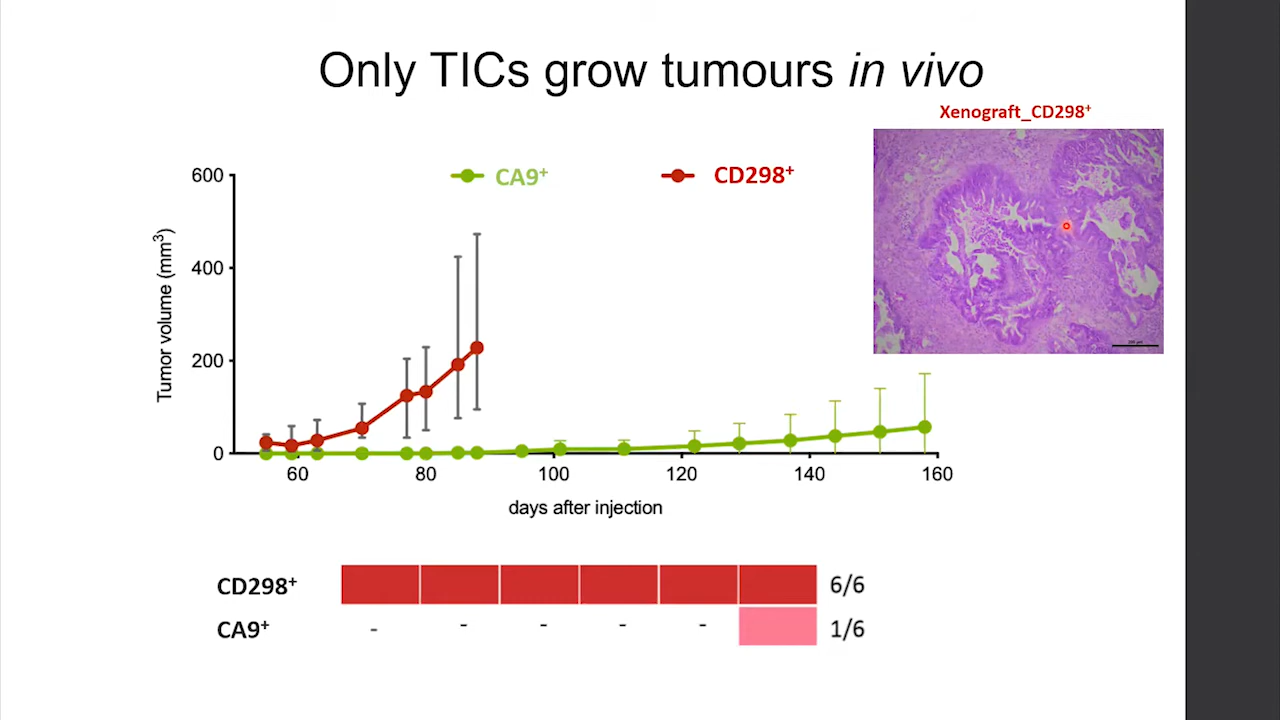 Only TICs grow tumours in vivo
Xenograft_CD298⁺
CA9⁺
CD298⁺
Tumor volume (mm³)
600
400
200
0
60
80
100
120
140
160
days after injection
CD298⁺
6/6
CA9⁺
-
-
-
-
-
1/6